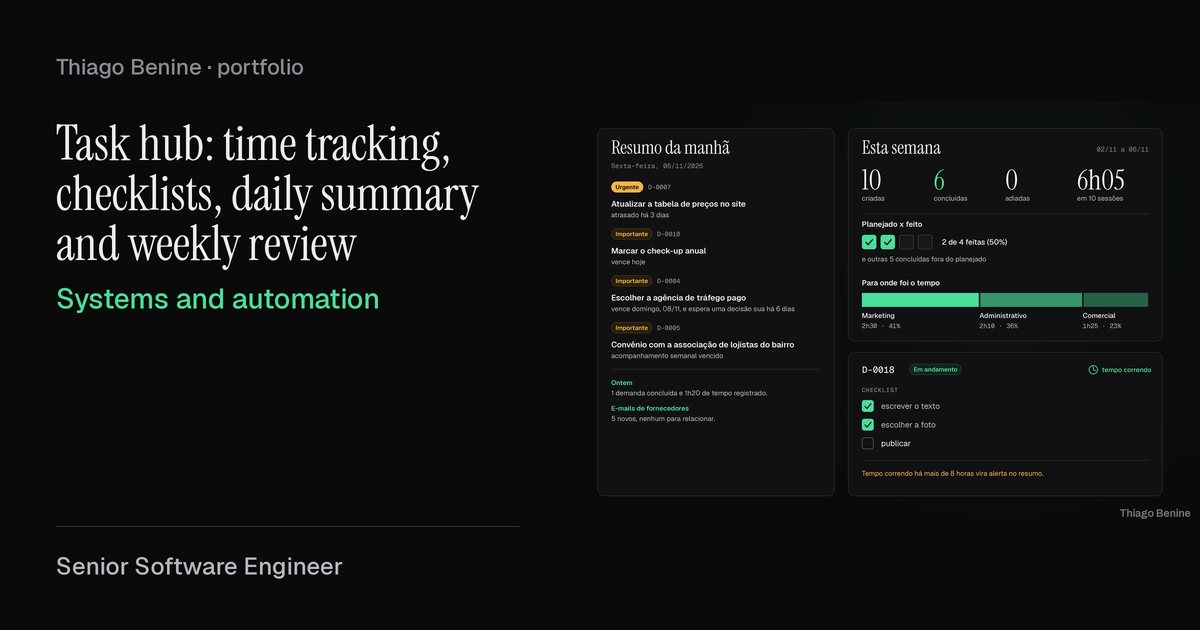 Thiago Benine · portfolio
Task hub: time tracking,
checklists, daily summary
and weekly review
Systems and automation
Senior Software Engineer
Resumo da manhã
Sexta-feira, 06/11/2026
Urgente D-0007
Atualizar a tabela de preços no site
atrasado há 3 dias
Importante D-0010
Marcar o check-up anual
vence hoje
Importante D-0004
Escolher a agência de tráfego pago
vence domingo, 08/11, e espera uma decisão sua há 6 dias
Importante D-0005
Convênio com a associação de lojistas do bairro
acompanhamento semanal vencido
Ontem
1 demanda concluída e 1h20 de tempo registrado.
E-mails de fornecedores
5 novos, nenhum para relacionar.
Esta semana 02/11 a 06/11
10 6 0 6h05
criadas concluídas adiadas em 10 sessões
Planejado x feito
2 de 4 feitas (50%)
e outras 5 concluídas fora do planejado
Para onde foi o tempo
Marketing Administrativo Comercial
2h30 · 41% 2h10 · 36% 1h25 · 23%
D-0018 Em andamento tempo correndo
CHECKLIST
escrever o texto
escolher a foto
publicar
Tempo correndo há mais de 8 horas vira alerta no resumo.
Thiago Benine